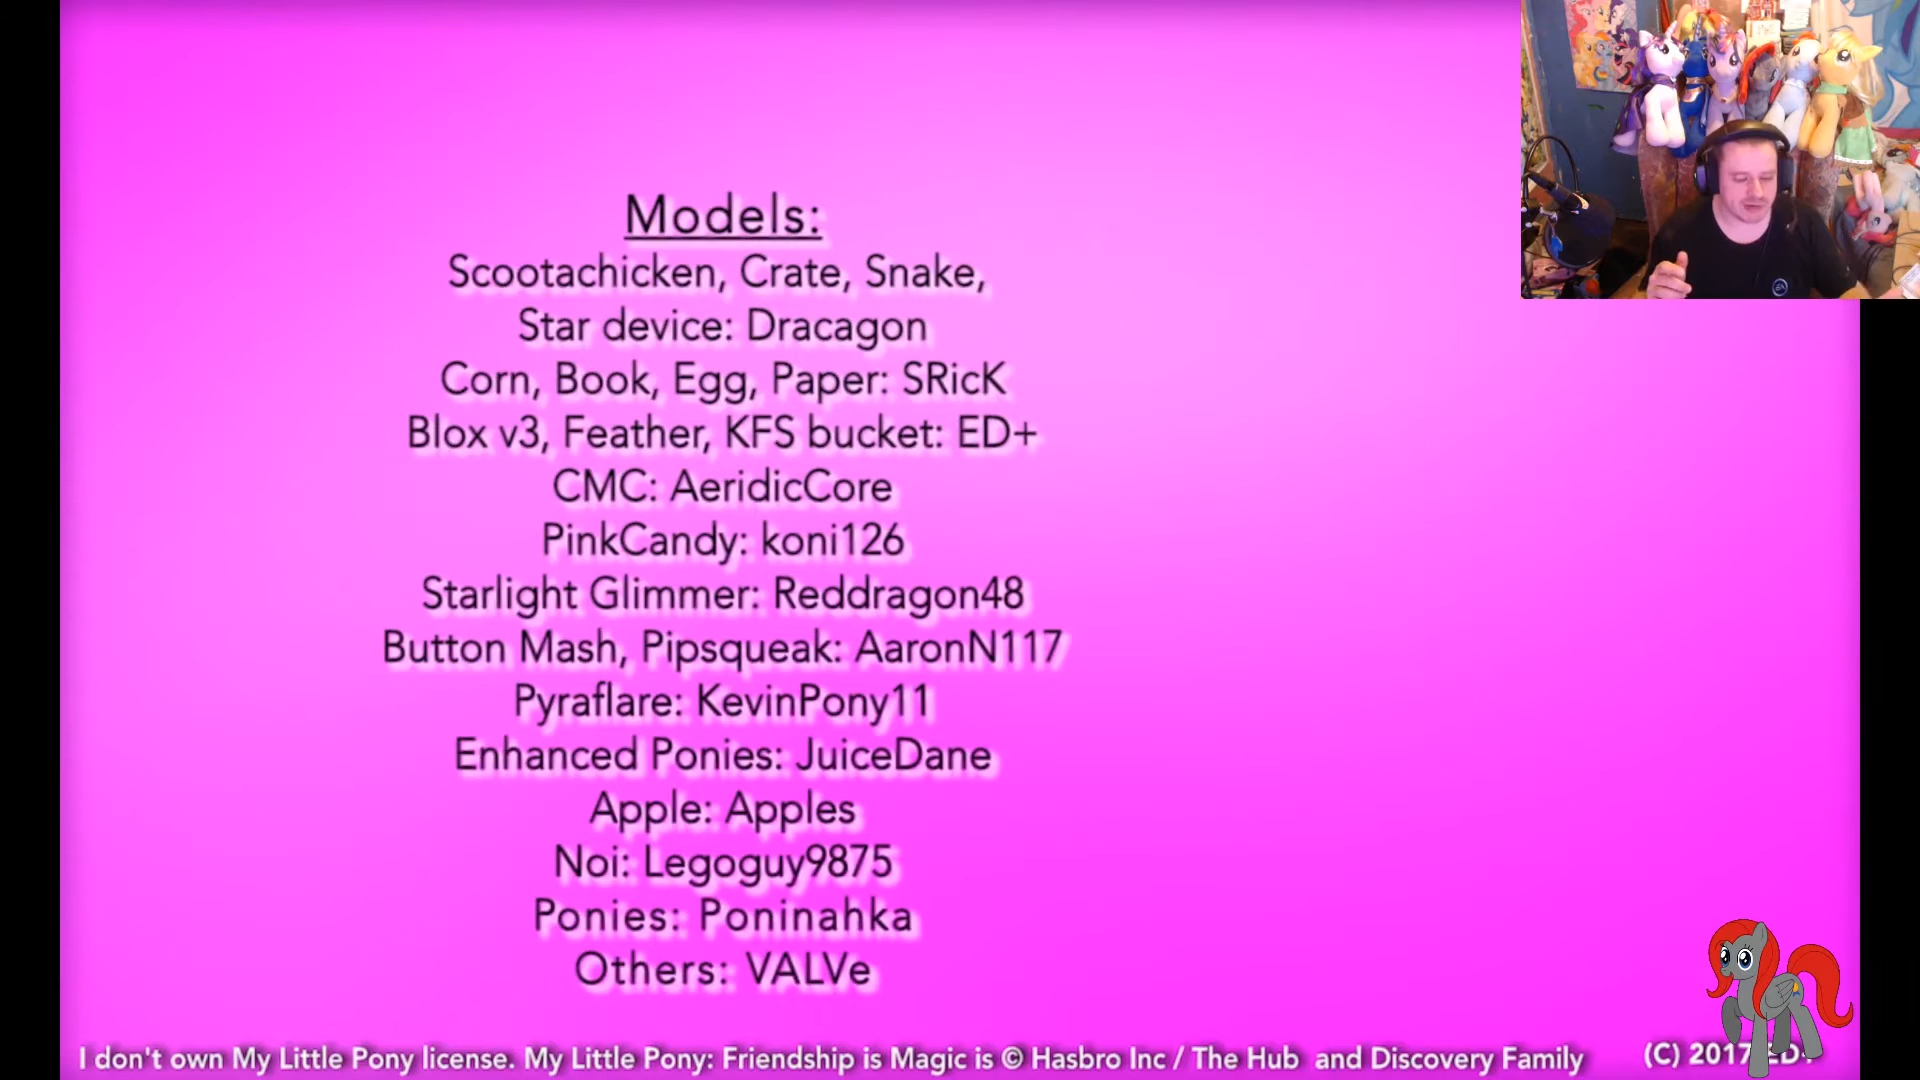 Models:
Scootachicken, Crate, Snake,
Star device: Dracagon
Corn, Book, Egg, Paper: SRicK
Blox v3, Feather, KFS bucket: ED+
CMC: AeridicCore
PinkCandy: koni126
Starlight Glimmer: Reddragon48
Button Mash, Pipsqueak: AaronN117
Pyraflare: KevinPony11
Enhanced Ponies: JuiceDane
Apple: Apples
Noi: Legoguy9875
Ponies: Poninahka
Others: VALVe
I don't own My Little Pony license. My Little Pony: Friendship is Magic is © Hasbro Inc / The Hub and Discovery Family
(C) 2017